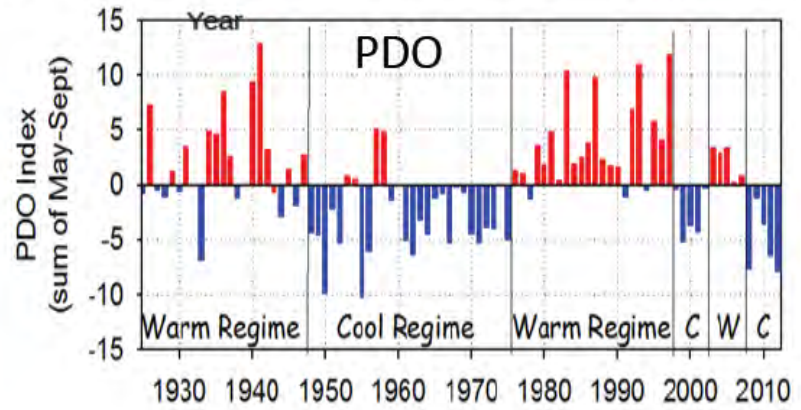 Year
PDO
PDO Index
(sum of May-Sept)
15
10
5
0
-5
-10
-15
Warm Regime
Cool Regime
Warm Regime
C
W
C
1930 1940 1950 1960 1970 1980 1990 2000 2010